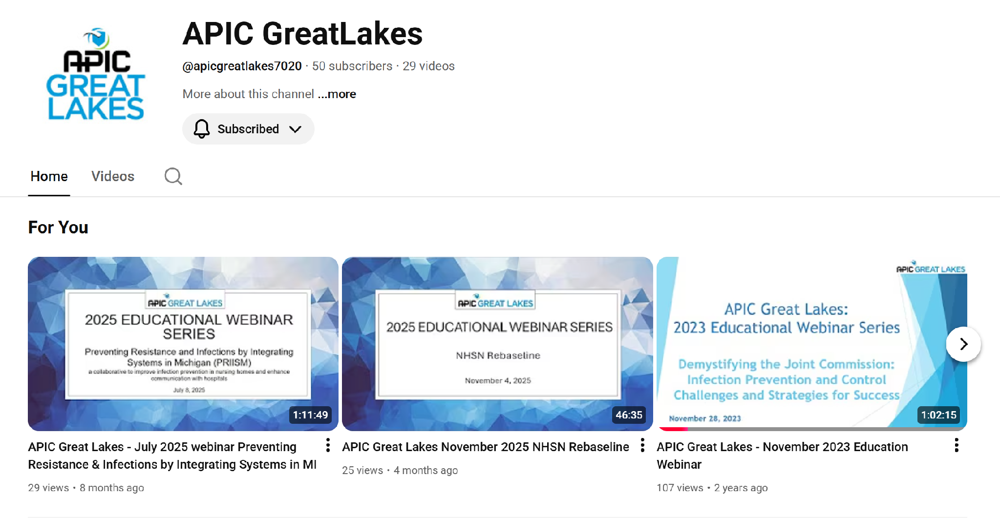 APIC
GREAT
LAKES
APIC GreatLakes
@apicgreatlakes7020 · 50 subscribers · 29 videos
More about this channel ...more
Subscribed
Home
Videos
For You
APIC GREAT LAKES
2025 EDUCATIONAL WEBINAR
SERIES
Preventing Resistance and Infections by Integrating
Systems in Michigan (PRIISM)
a collaborative to improve infection prevention in nursing homes and enhance
communication with hospitals
July 8, 2025
1:11:49
APIC Great Lakes - July 2025 webinar Preventing
Resistance & Infections by Integrating Systems in MI
29 views • 8 months ago
APIC GREAT LAKES
2025 EDUCATIONAL WEBINAR SERIES
NHSN Rebaseline
November 4, 2025
46:35
APIC Great Lakes November 2025 NHSN Rebaseline
25 views • 4 months ago
APIC GREAT LAKES
APIC Great Lakes:
2023 Educational Webinar Series
Demystifying the Joint Commission:
Infection Prevention and Control
Challenges and Strategies for Success
November 28, 2023
1:02:15
APIC Great Lakes - November 2023 Education
Webinar
107 views • 2 years ago